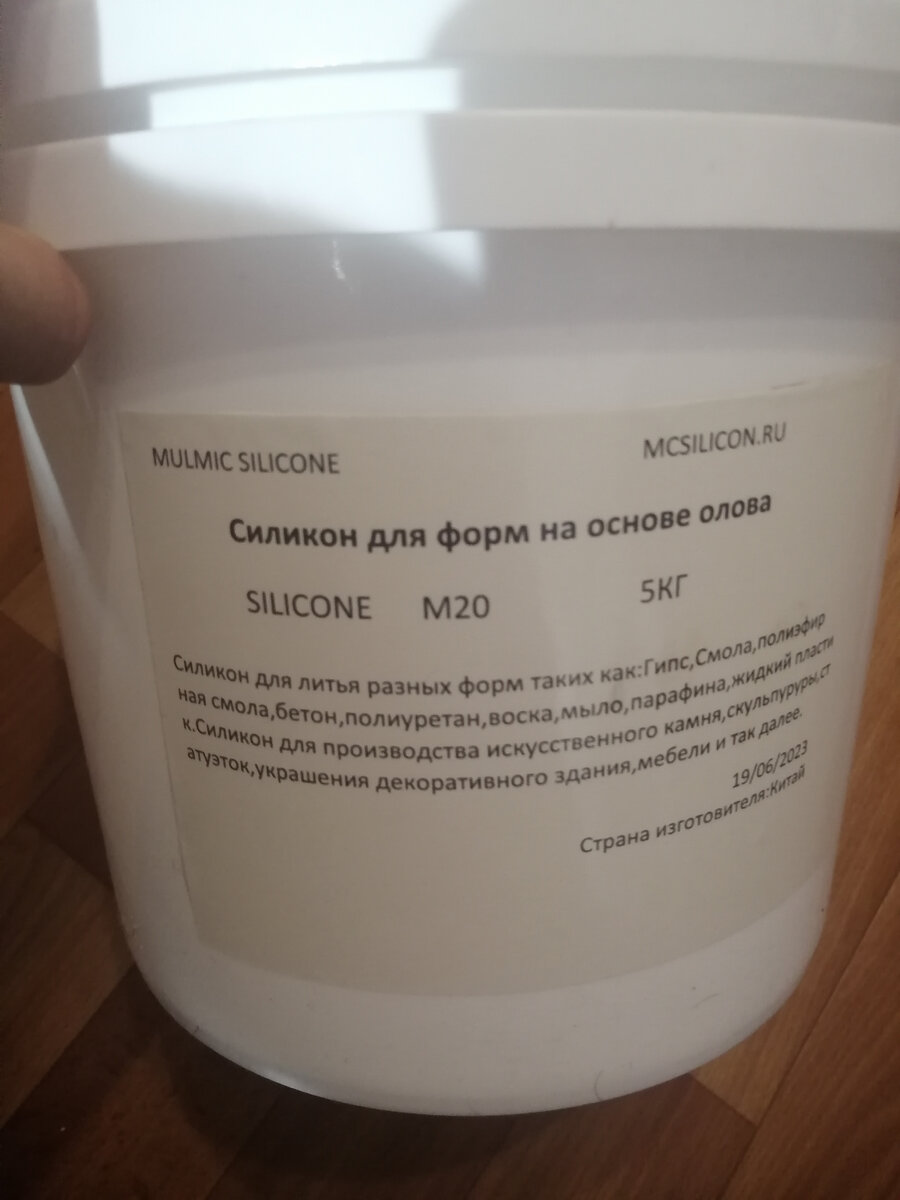 MULMIC SILICONE
MCSILICON.RU
Силикон для форм на основе олова
SILICONE M20 5КГ
Силикон для литья разных форм таких как:Гипс,Смола,полиэфир
ная смола,бетон,полиуретан,воска,мыло,парафина,жидкий пласти
к.Силикон для производства искусственного камня,скульпуруры,ст
атуэток,украшения декоративного здания,мебели и так далее.
19/06/2023
Страна изготовителя:Китай